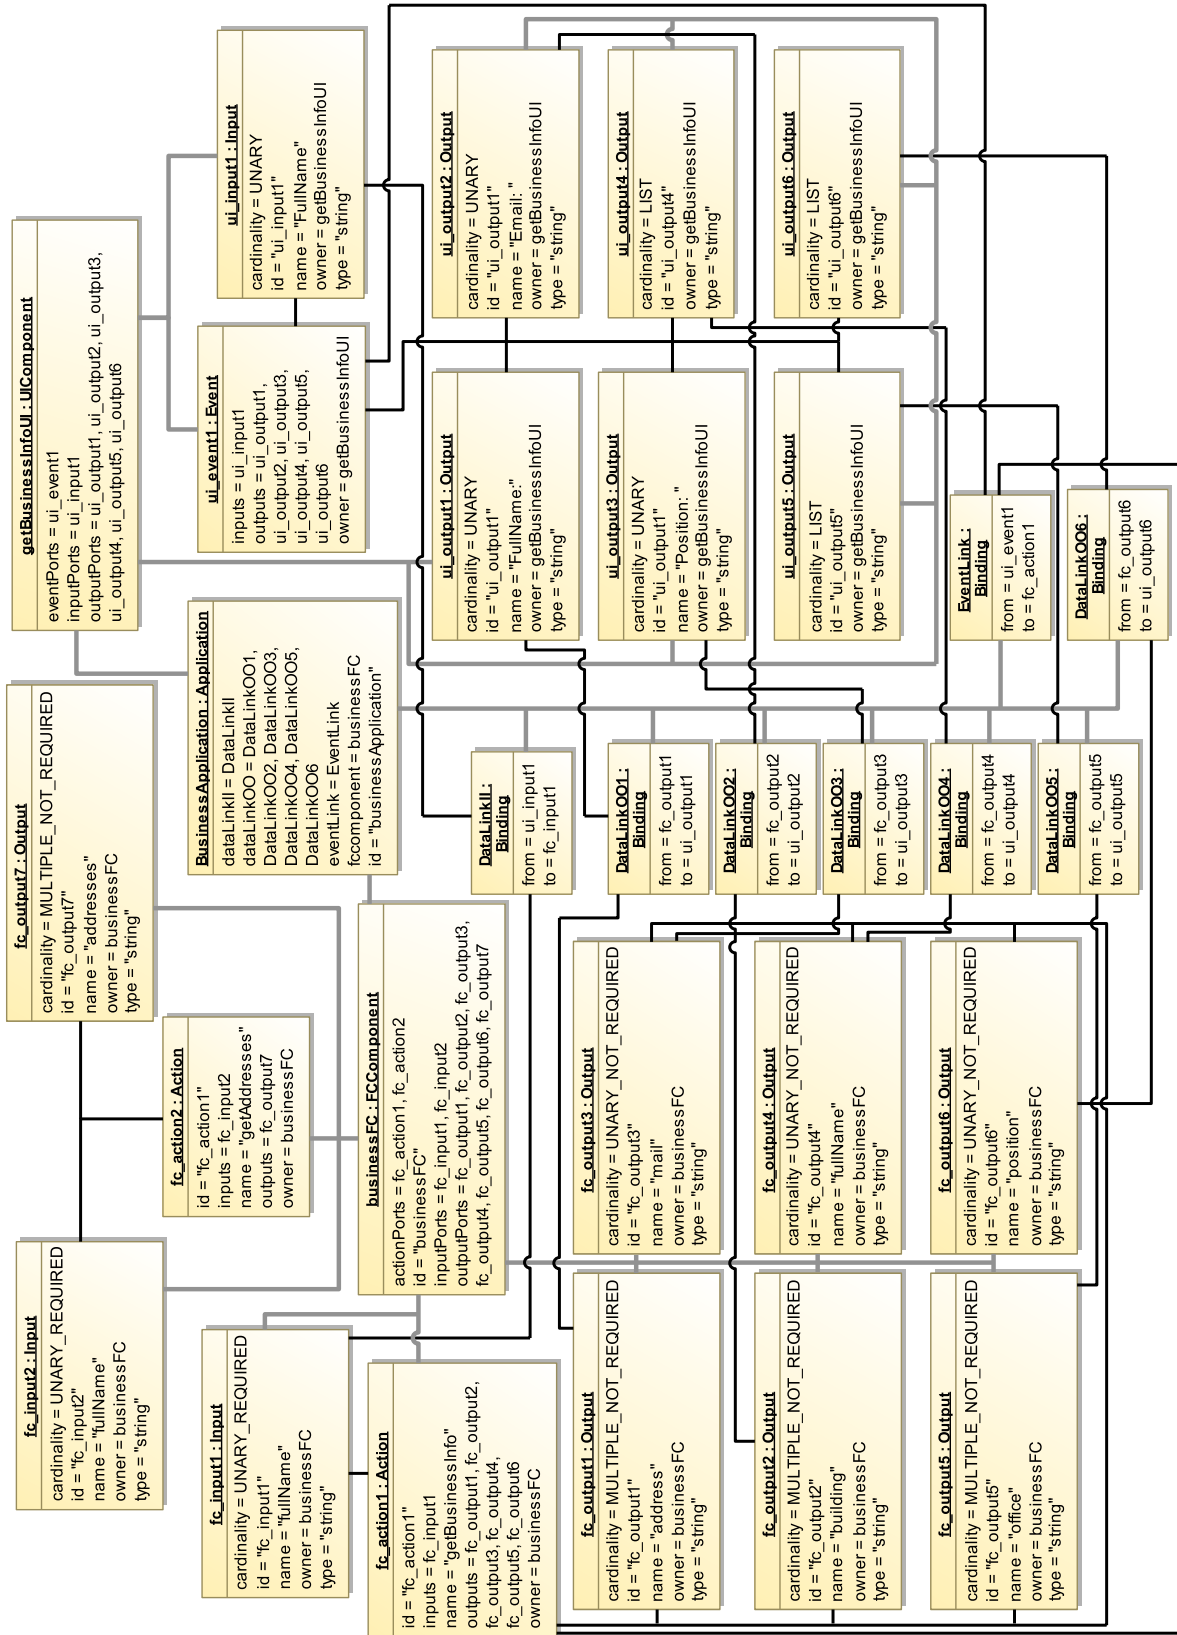 fc_input2 : Input
cardinality = UNARY_REQUIRED
id = "fc_input2"
name = "fullName"
owner = businessFC
type = "string"
fc_action2 : Action
id = "fc_action1"
inputs = fc_input2
name = "getAddresses"
outputs = fc_output7
owner = businessFC
fc_output7 : Output
cardinality = MULTIPLE_NOT_REQUIRED
id = "fc_output7"
name = "addresses"
owner = businessFC
type = "string"
getBusinessInfoUI : UIComponent
eventPorts = ui_event1
inputPorts = ui_input1
outputPorts = ui_output1, ui_output2, ui_output3,
ui_output4, ui_output5, ui_output6
fc_input1 : Input
cardinality = UNARY_REQUIRED
id = "fc_input1"
name = "fullName"
owner = businessFC
type = "string"
BusinessApplication : Application
dataLinkII = DataLinkII
dataLinkOO = DataLinkOO1,
DataLinkOO2, DataLinkOO3,
DataLinkOO4, DataLinkOO5,
DataLinkOO6
eventLink = EventLink
fccomponent = businessFC
id = "businessApplication"
ui_event1 : Event
inputs = ui_input1
outputs = ui_output1,
ui_output2, ui_output3,
ui_output4, ui_output5,
ui_output6
owner = getBusinessInfoUI
ui_input1 : Input
cardinality = UNARY
id = "ui_input1"
name = "FullName"
owner = getBusinessInfoUI
type = "string"
fc_action1 : Action
id = "fc_action1"
inputs = fc_input1
name = "getBusinessInfo"
outputs = fc_output1, fc_output2,
fc_output3, fc_output4,
fc_output5, fc_output6
owner = businessFC
businessFC : FCComponent
actionPorts = fc_action1, fc_action2
id = "businessFC"
inputPorts = fc_input1, fc_input2
outputPorts = fc_output1, fc_output2, fc_output3,
fc_output4, fc_output5, fc_output6, fc_output7
DataLinkII :
Binding
from = ui_input1
to = fc_input1
ui_output1 : Output
cardinality = UNARY
id = "ui_output1"
name = "FullName:"
owner = getBusinessInfoUI
type = "string"
ui_output2 : Output
cardinality = UNARY
id = "ui_output1"
name = "Email: "
owner = getBusinessInfoUI
type = "string"
fc_output1 : Output
cardinality = MULTIPLE_NOT_REQUIRED
id = "fc_output1"
name = "address"
owner = businessFC
type = "string"
fc_output3 : Output
cardinality = UNARY_NOT_REQUIRED
id = "fc_output3"
name = "mail"
owner = businessFC
type = "string"
DataLinkOO1 :
Binding
from = fc_output1
to = ui_output1
ui_output3 : Output
cardinality = UNARY
id = "ui_output1"
name = "Position: "
owner = getBusinessInfoUI
type = "string"
ui_output4 : Output
cardinality = LIST
id = "ui_output4"
owner = getBusinessInfoUI
type = "string"
DataLinkOO2 :
Binding
from = fc_output2
to = ui_output2
fc_output2 : Output
cardinality = MULTIPLE_NOT_REQUIRED
id = "fc_output2"
name = "building"
owner = businessFC
type = "string"
fc_output4 : Output
cardinality = UNARY_NOT_REQUIRED
id = "fc_output4"
name = "fullName"
owner = businessFC
type = "string"
DataLinkOO3 :
Binding
from = fc_output3
to = ui_output3
ui_output5 : Output
cardinality = LIST
id = "ui_output5"
owner = getBusinessInfoUI
type = "string"
ui_output6 : Output
cardinality = LIST
id = "ui_output6"
owner = getBusinessInfoUI
type = "string"
fc_output5 : Output
cardinality = MULTIPLE_NOT_REQUIRED
id = "fc_output5"
name = "office"
owner = businessFC
type = "string"
fc_output6 : Output
cardinality = UNARY_NOT_REQUIRED
id = "fc_output6"
name = "position"
owner = businessFC
type = "string"
DataLinkOO4 :
Binding
from = fc_output4
to = ui_output4
EventLink :
Binding
from = ui_event1
to = fc_action1
DataLinkOO5 :
Binding
from = fc_output5
to = ui_output5
DataLinkOO6 :
Binding
from = fc_output6
to = ui_output6